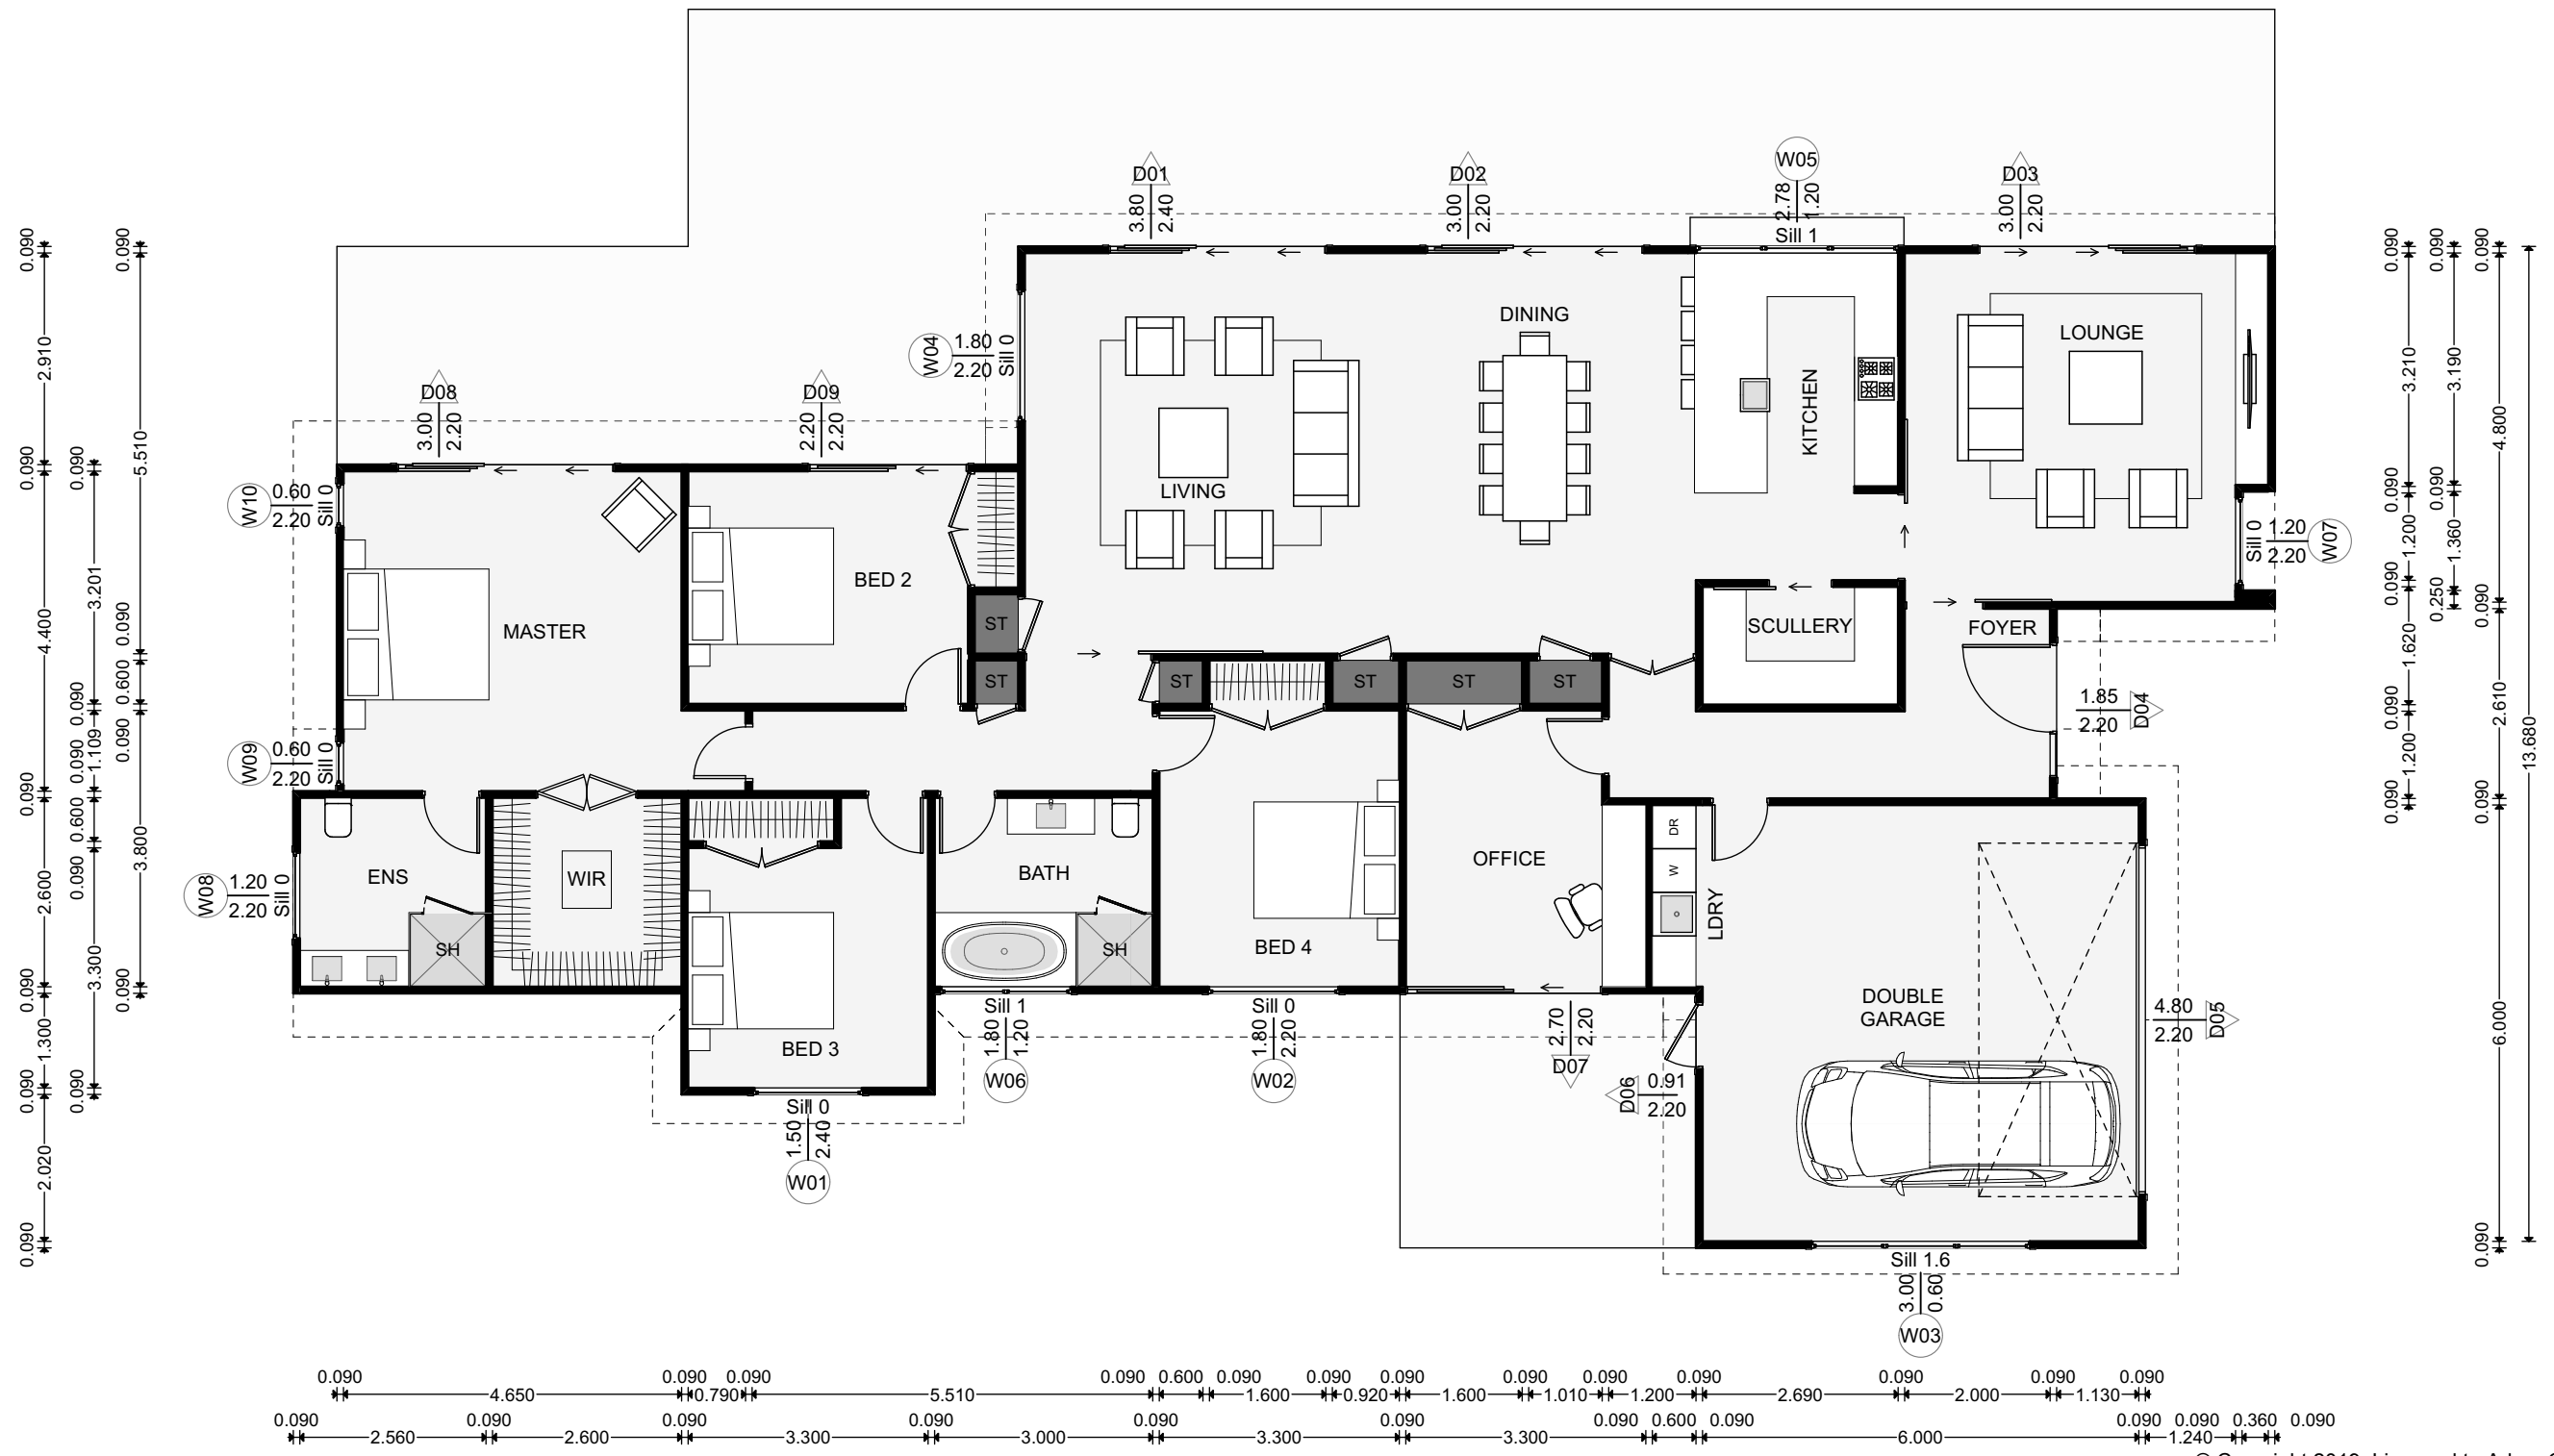 D01
3.80
2.40
D02
3.00
2.20
W05
2.78
1.20
Sill 1
D03
3.00
2.20
W04
1.80
2.20
Sill 0
D08
3.00
2.20
D09
2.20
2.20
W10
0.60
2.20
Sill 0
W09
0.60
2.20
Sill 0
W08
1.20
2.20
Sill 0
W07
1.20
2.20
Sill 0
D04
1.85
2.20
D05
4.80
2.20
D06
0.91
2.20
D07
2.70
2.20
W06
1.80
1.20
Sill 1
W02
1.80
2.20
Sill 0
W01
1.50
2.40
Sill 0
W03
3.00
0.60
Sill 1.6
DINING
LOUNGE
KITCHEN
LIVING
BED 2
MASTER
ST
ST
ST
ST
ST
ST
SCULLERY
FOYER
ENS
WIR
SH
BATH
SH
BED 3
BED 4
OFFICE
DR
W
LDRY
DOUBLE
GARAGE
0.090
2.910
0.090
4.400
0.090
2.600
0.090
1.300
0.090
2.020
0.090
0.090
3.201
0.090
1.109
0.090
0.600
0.090
3.300
0.090
0.090
5.510
0.090
0.600
0.090
3.800
0.090
0.090
3.210
0.090
1.200
0.090
1.620
0.090
1.200
0.090
0.090
3.190
0.090
1.360
0.250
0.090
4.800
0.090
2.610
0.090
6.000
0.090
13.680
0.090 0.090 0.090 0.090 0.600 0.090 0.090 0.090 0.090 0.090 0.090 0.090 0.090 0.090
4.650 0.790 5.510 1.600 0.920 1.600 1.010 1.200 2.690 2.000 1.130
0.090 0.090 0.090 0.090 0.090 0.090 0.090 0.600 0.090 0.090 0.090 0.360 0.090
2.560 2.600 3.300 3.000 3.300 3.300 6.000 1.240